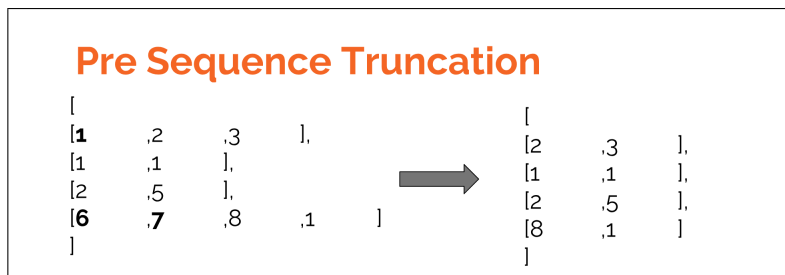 Pre Sequence Truncation
[
[1 ,2 ,3 ],
[1 ,1 ],
[2 ,5 ],
[6 ,7 ,8 ,1 ]
]
[
[2 ,3 ],
[1 ,1 ],
[2 ,5 ],
[8 ,1 ]
]